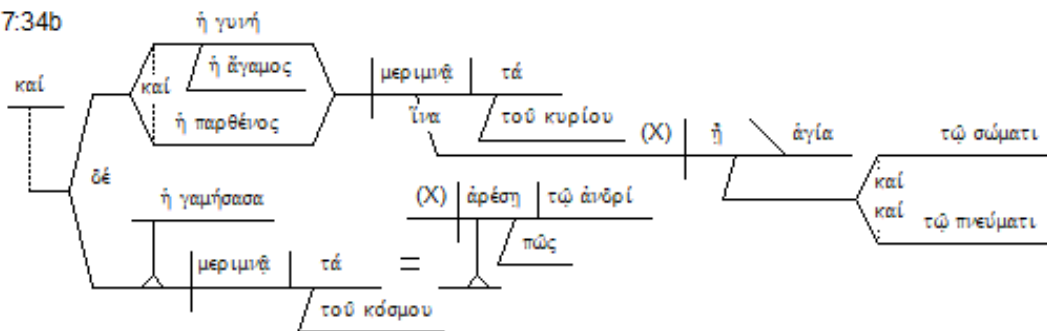 7:34b
ἡ γυνή
καί
καί
ἡ ἄγαμος
μεριμνᾷ
τά
ἡ παρθένος
ἵνα
τοῦ κυρίου
(X)
ᾖ
ἁγία
τῷ σώματι
δέ
καί
ἡ γαμήσασα
(X)
ἀρέσῃ
τῷ ἀνδρί
καί
τῷ πνεύματι
πῶς
μεριμνᾷ
τά
=
τοῦ κόσμου